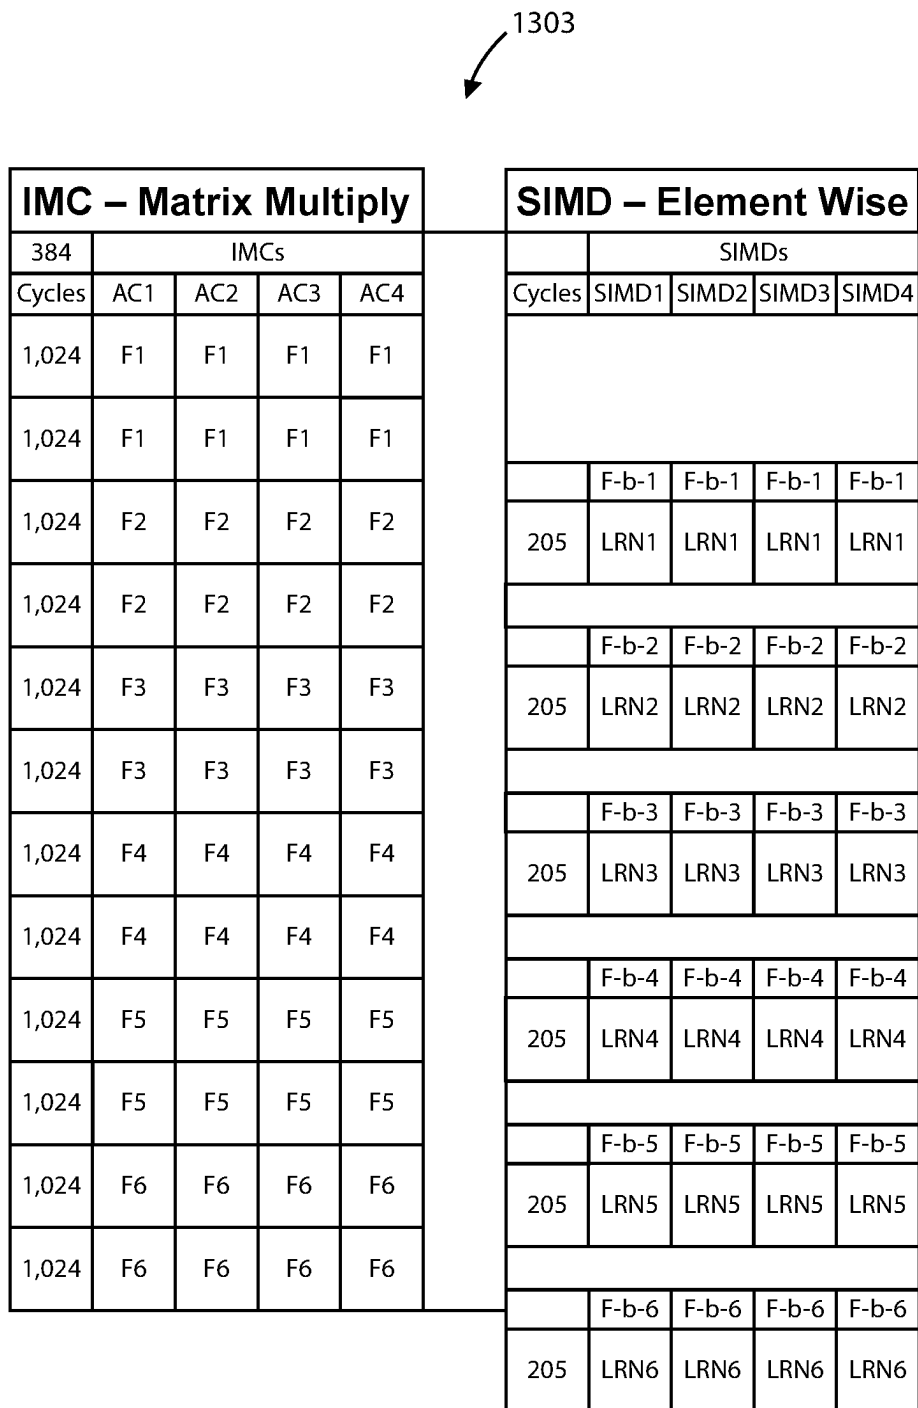 1303
IMC – Matrix Multiply
384 IMCs
Cycles AC1 AC2 AC3 AC4
1,024 F1 F1 F1 F1
1,024 F1 F1 F1 F1
1,024 F2 F2 F2 F2
1,024 F2 F2 F2 F2
1,024 F3 F3 F3 F3
1,024 F3 F3 F3 F3
1,024 F4 F4 F4 F4
1,024 F4 F4 F4 F4
1,024 F5 F5 F5 F5
1,024 F5 F5 F5 F5
1,024 F6 F6 F6 F6
1,024 F6 F6 F6 F6
SIMD – Element Wise
SIMDs
Cycles SIMD1 SIMD2 SIMD3 SIMD4
F-b-1 F-b-1 F-b-1 F-b-1
205 LRN1 LRN1 LRN1 LRN1
F-b-2 F-b-2 F-b-2 F-b-2
205 LRN2 LRN2 LRN2 LRN2
F-b-3 F-b-3 F-b-3 F-b-3
205 LRN3 LRN3 LRN3 LRN3
F-b-4 F-b-4 F-b-4 F-b-4
205 LRN4 LRN4 LRN4 LRN4
F-b-5 F-b-5 F-b-5 F-b-5
205 LRN5 LRN5 LRN5 LRN5
F-b-6 F-b-6 F-b-6 F-b-6
205 LRN6 LRN6 LRN6 LRN6